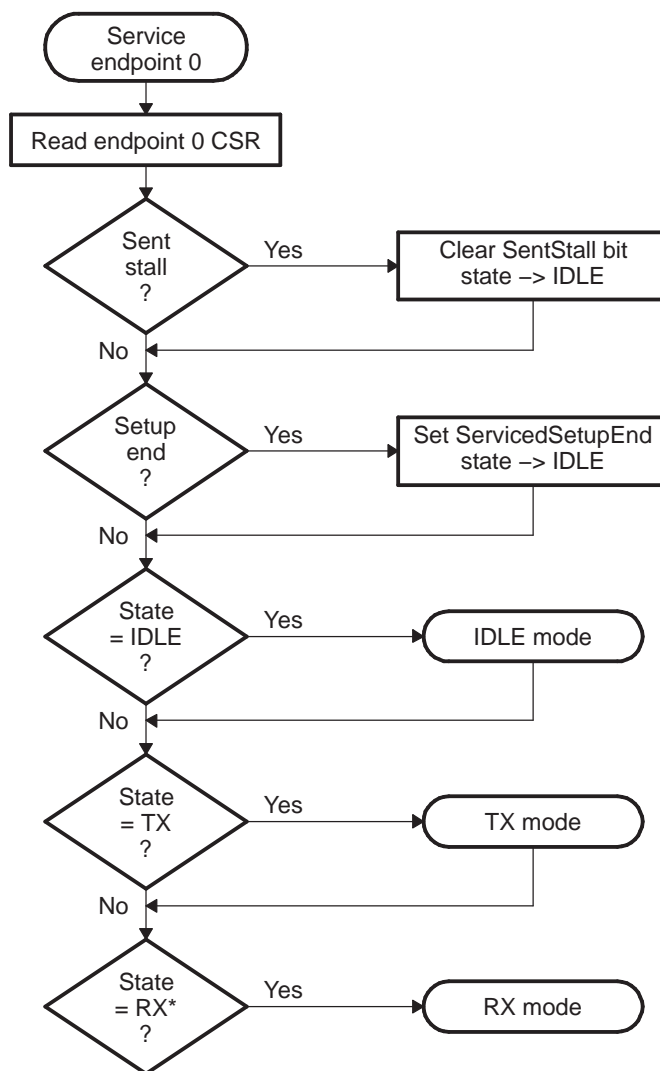 Service
endpoint 0
Read endpoint 0 CSR
Sent
stall
?
Yes
Clear SentStall bit
state –> IDLE
No
Setup
end
?
Yes
Set ServicedSetupEnd
state –> IDLE
No
State
= IDLE
?
Yes
IDLE mode
No
State
= TX
?
Yes
TX mode
No
State
= RX*
?
Yes
RX mode